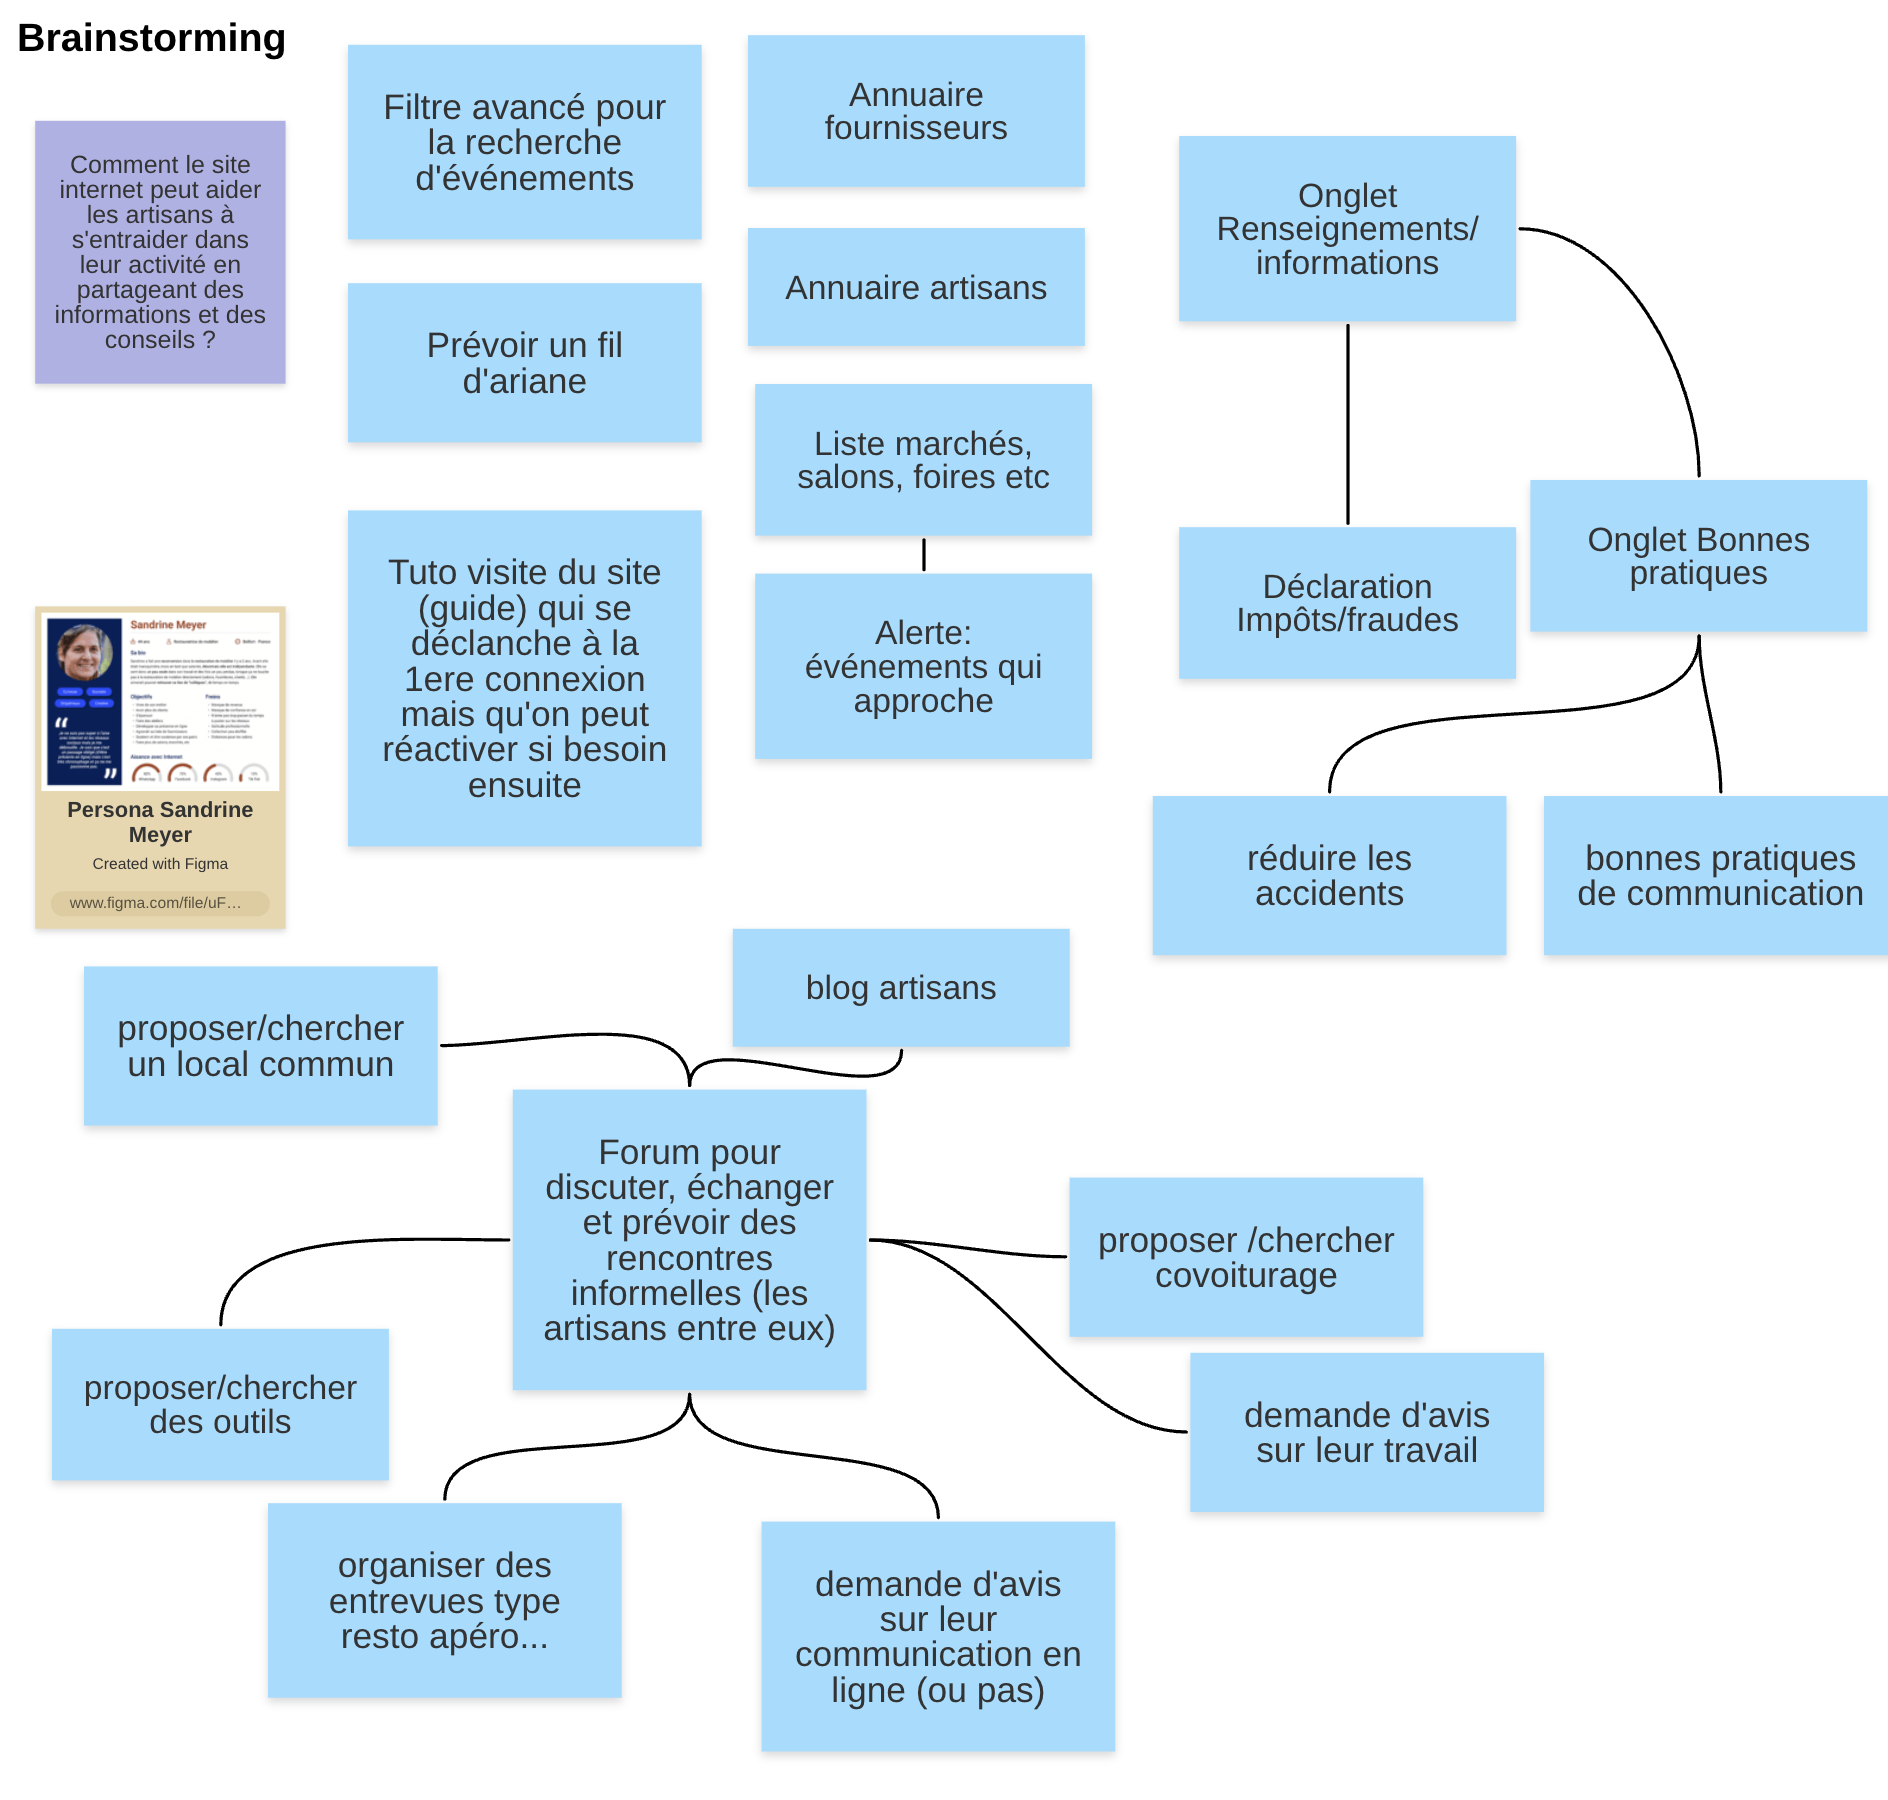 Brainstorming
Comment le site
internet peut aider
les artisans à
s'entraider dans
leur activité en
partageant des
informations et des
conseils ?
Filtre avancé pour
la recherche
d'événements
Prévoir un fil
d'ariane
Tuto visite du site
(guide) qui se
déclanche à la
1ere connexion
mais qu'on peut
réactiver si besoin
ensuite
Annuaire
fournisseurs
Annuaire artisans
Liste marchés,
salons, foires etc
Alerte:
événements qui
approche
Onglet
Renseignements/
informations
Déclaration
Impôts/fraudes
Onglet Bonnes
pratiques
réduire les
accidents
bonnes pratiques
de communication
Sandrine Meyer
Sa bio
Objectifs
Freins
Aisance avec Internet
Persona Sandrine
Meyer
Created with Figma
www.figma.com/file/uF…
proposer/chercher
un local commun
blog artisans
Forum pour
discuter, échanger
et prévoir des
rencontres
informelles (les
artisans entre eux)
proposer /chercher
covoiturage
proposer/chercher
des outils
demande d'avis
sur leur travail
organiser des
entrevues type
resto apéro...
demande d'avis
sur leur
communication en
ligne (ou pas)